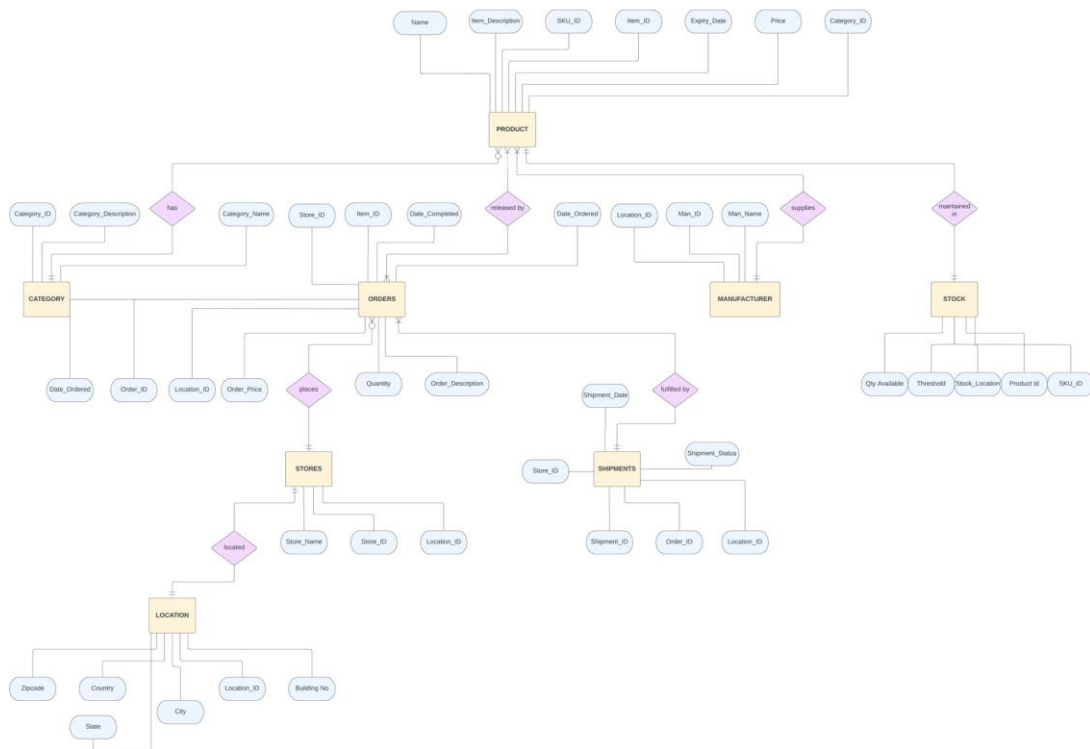 Name
Item_Description
SKU_ID
Item_ID
Expiry_Date
Price
Category_ID
PRODUCT
has
released by
supplies
maintained
in
Category_ID
Category_Description
Category_Name
Store_ID
Item_ID
Date_Completed
Date_Ordered
Location_ID
Man_ID
Man_Name
CATEGORY
ORDERS
MANUFACTURER
STOCK
Date_Ordered
Order_ID
Location_ID
Order_Price
Quantity
Order_Description
Qty Available
Threshold
Stock_Location
Product Id
SKU_ID
places
fulfilled by
Shipment_Date
Shipment_Status
STORES
Store_ID
SHIPMENTS
Store_Name
Store_ID
Location_ID
Shipment_ID
Order_ID
Location_ID
located
LOCATION
Zipcode
Country
City
Location_ID
Building No
State